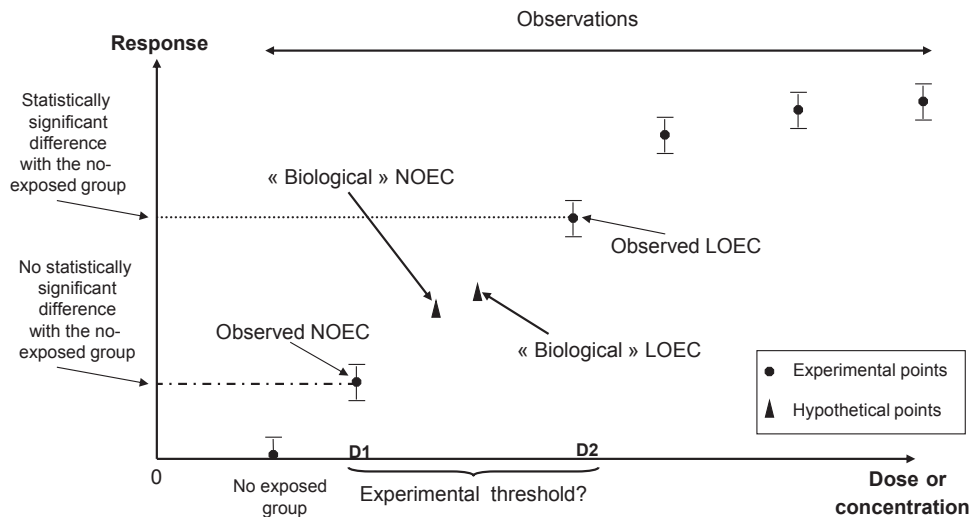 Observations
Response
Statistically
significant
difference
with the no-
exposed group
« Biological » NOEC
Observed LOEC
No statistically
significant
difference
with the no-
exposed group
Observed NOEC
« Biological » LOEC
Experimental points
Hypothetical points
D1
D2
0
No exposed
group
Experimental threshold?
Dose or
concentration